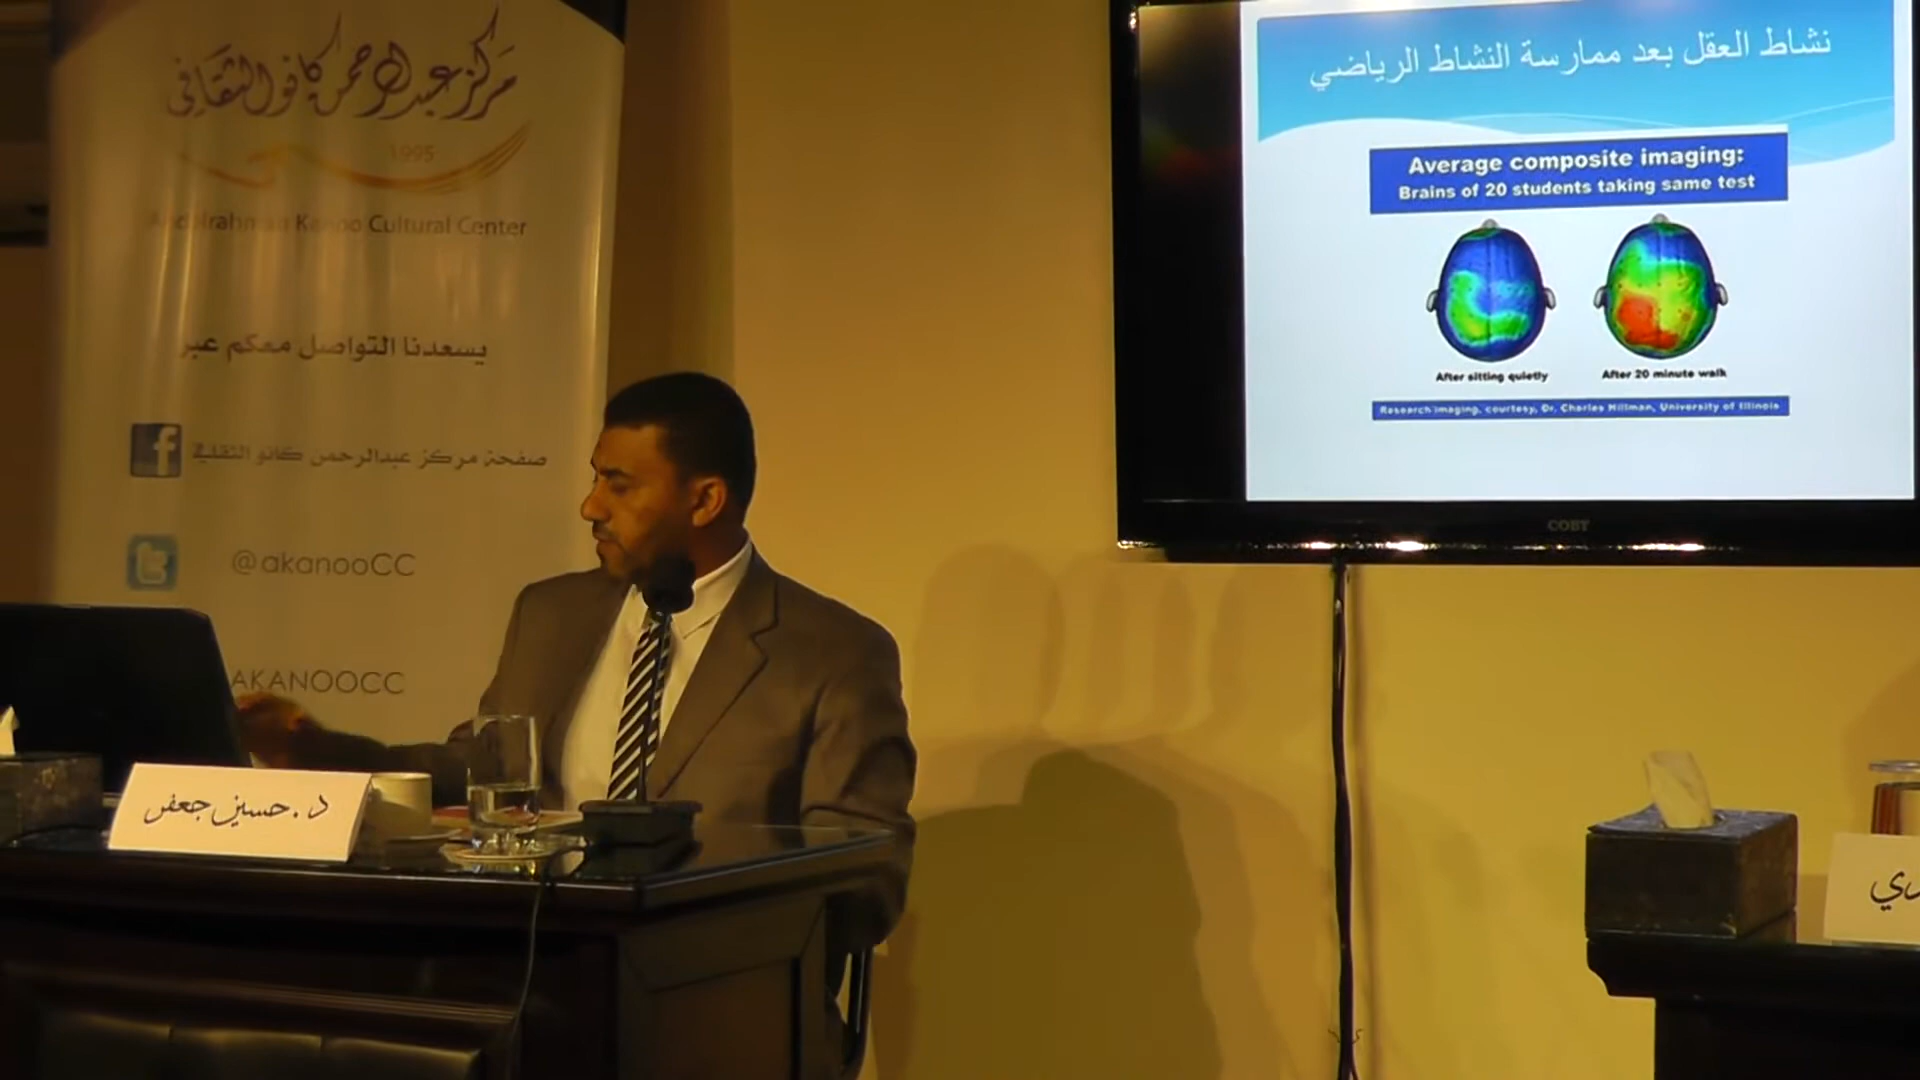 مركز عبدالرحمن كانو الثقافي
1995
Abdolrahman Kanoo Cultural Center
يسعدنا التواصل معكم عبر
صفحة مركز عبدالرحمن كانو الثقافية
@akanooCC
AKANOOCC
د. حسين جعفر
نشاط العقل بعد ممارسة النشاط الرياضي
Average composite imaging:
Brains of 20 students taking same test
After sitting quietly
After 20 minute walk
Research/imaging, courtesy, Dr. Charles Hillman, University of Illinois
COBY